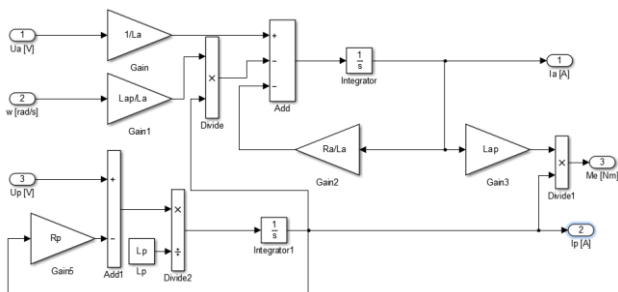 1
Ua [V]
1/La
Gain
2
w [rad/s]
Lap/La
Gain1
×
Divide
+
−
−
Add
1
s
Integrator
1
Ia [A]
Ra/La
Gain2
Lap
Gain3
×
Divide1
3
Me [Nm]
3
Up [V]
Rp
Gain5
+
−
Add1
Lp
Lp
×
÷
Divide2
1
s
Integrator1
2
Ip [A]